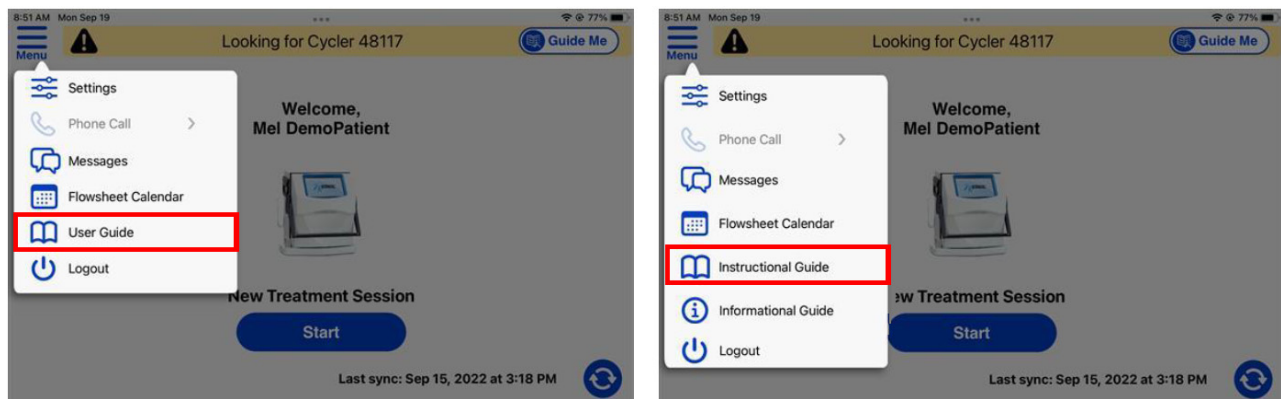 8:51 AM Mon Sep 19
77%
Menu
Looking for Cycler 48117
Guide Me
Settings
Phone Call
Messages
Flowsheet Calendar
User Guide
Logout
Welcome,
Mel DemoPatient
New Treatment Session
Start
Last sync: Sep 15, 2022 at 3:18 PM
8:51 AM Mon Sep 19
77%
Menu
Looking for Cycler 48117
Guide Me
Settings
Phone Call
Messages
Flowsheet Calendar
Instructional Guide
Informational Guide
Logout
Welcome,
Mel DemoPatient
ew Treatment Session
Start
Last sync: Sep 15, 2022 at 3:18 PM